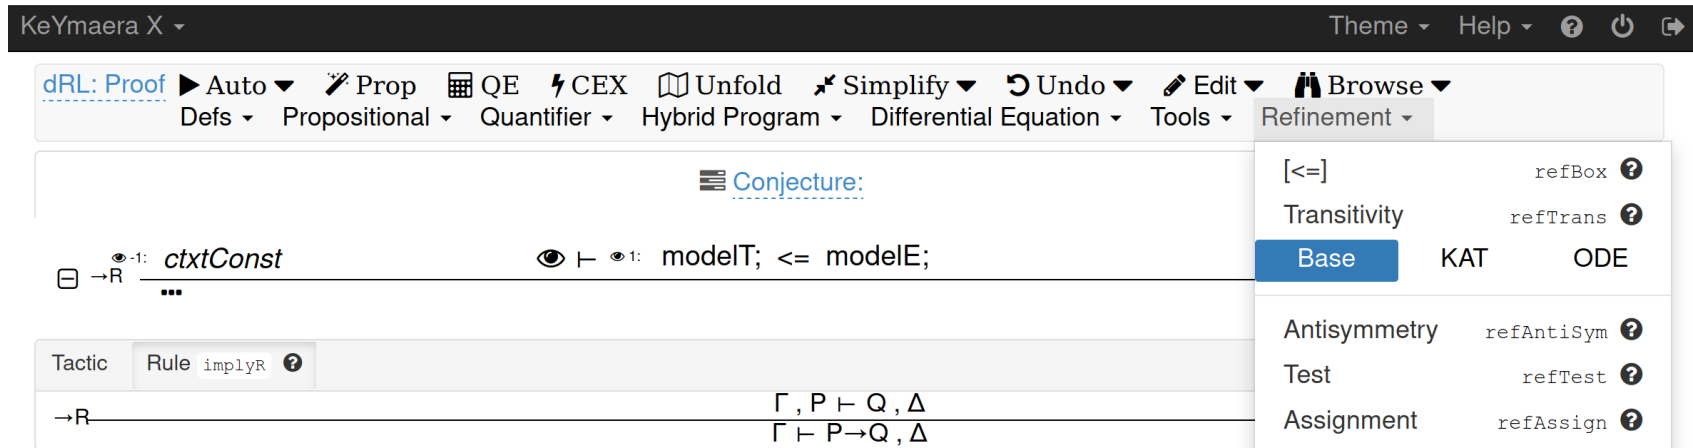 KeYmaera X Theme Help
dRL: Proof Auto Prop QE CEX Unfold Simplify Undo Edit Browse
Defs Propositional Quantifier Hybrid Program Differential Equation Tools Refinement
Conjecture:
[<=] refBox
Transitivity refTrans
Base KAT ODE
→R -1: ctxtConst ⊢ 1: modelT; <= modelE;
Antisymmetry refAntiSym
Test refTest
Assignment refAssign
Tactic Rule implyR
→R
Γ , P ⊢ Q , Δ
Γ ⊢ P→Q , Δ